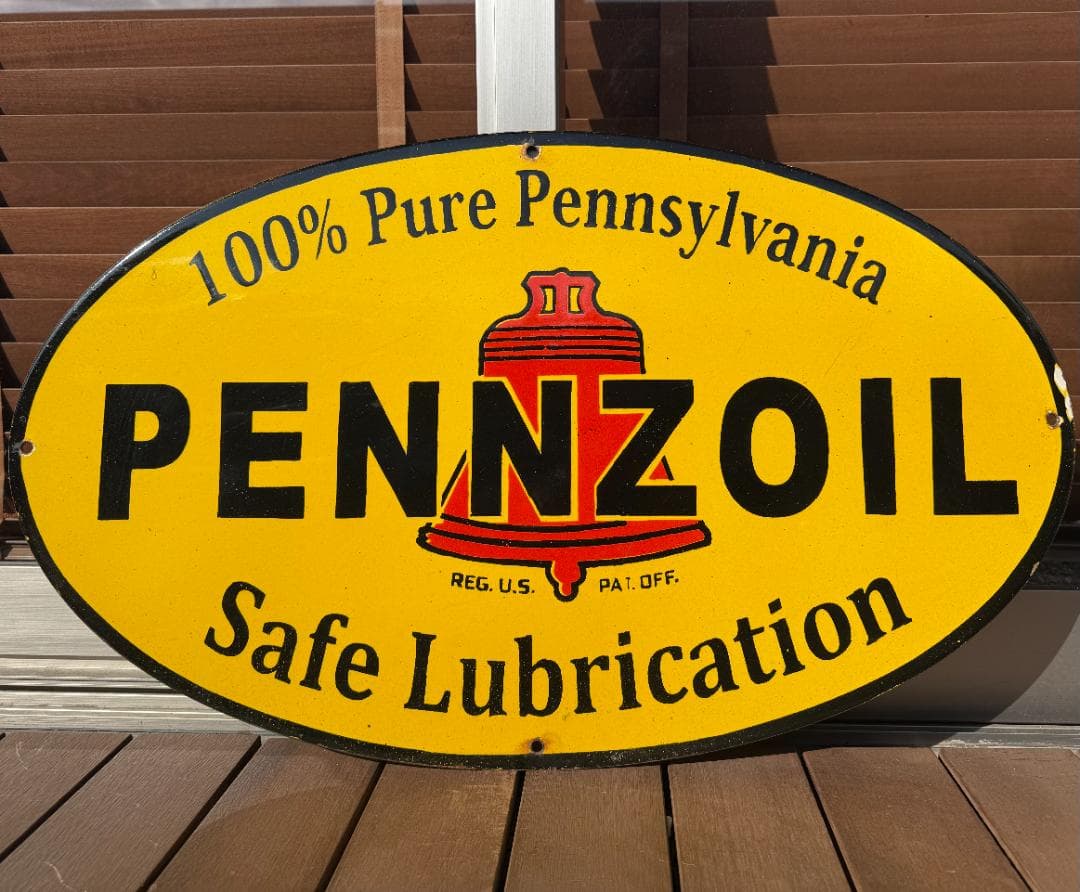 100% Pure Pennsylvania
PENNZOIL
REG. U.S. PAT. OFF.
Safe Lubrication